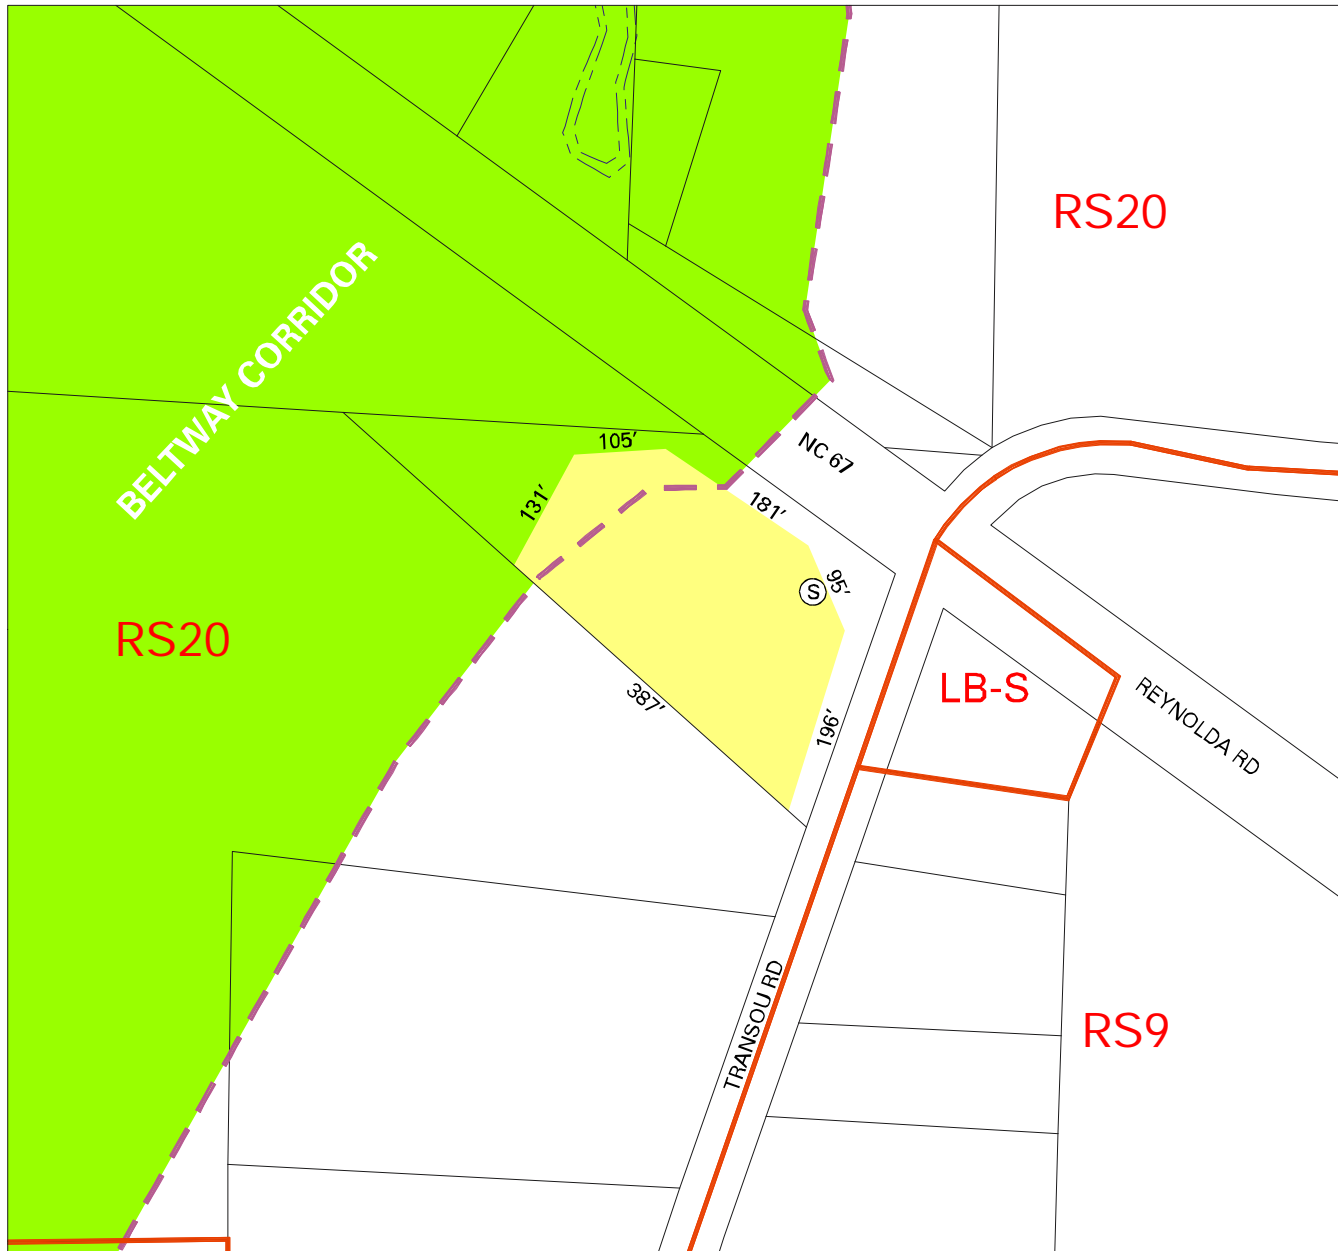 RS20
BELTWAY CORRIDOR
105′
NC 67
131′
181′
95′
S
RS20
387′
196′
LB-S
REYNOLDA RD
TRANSOU RD
RS9